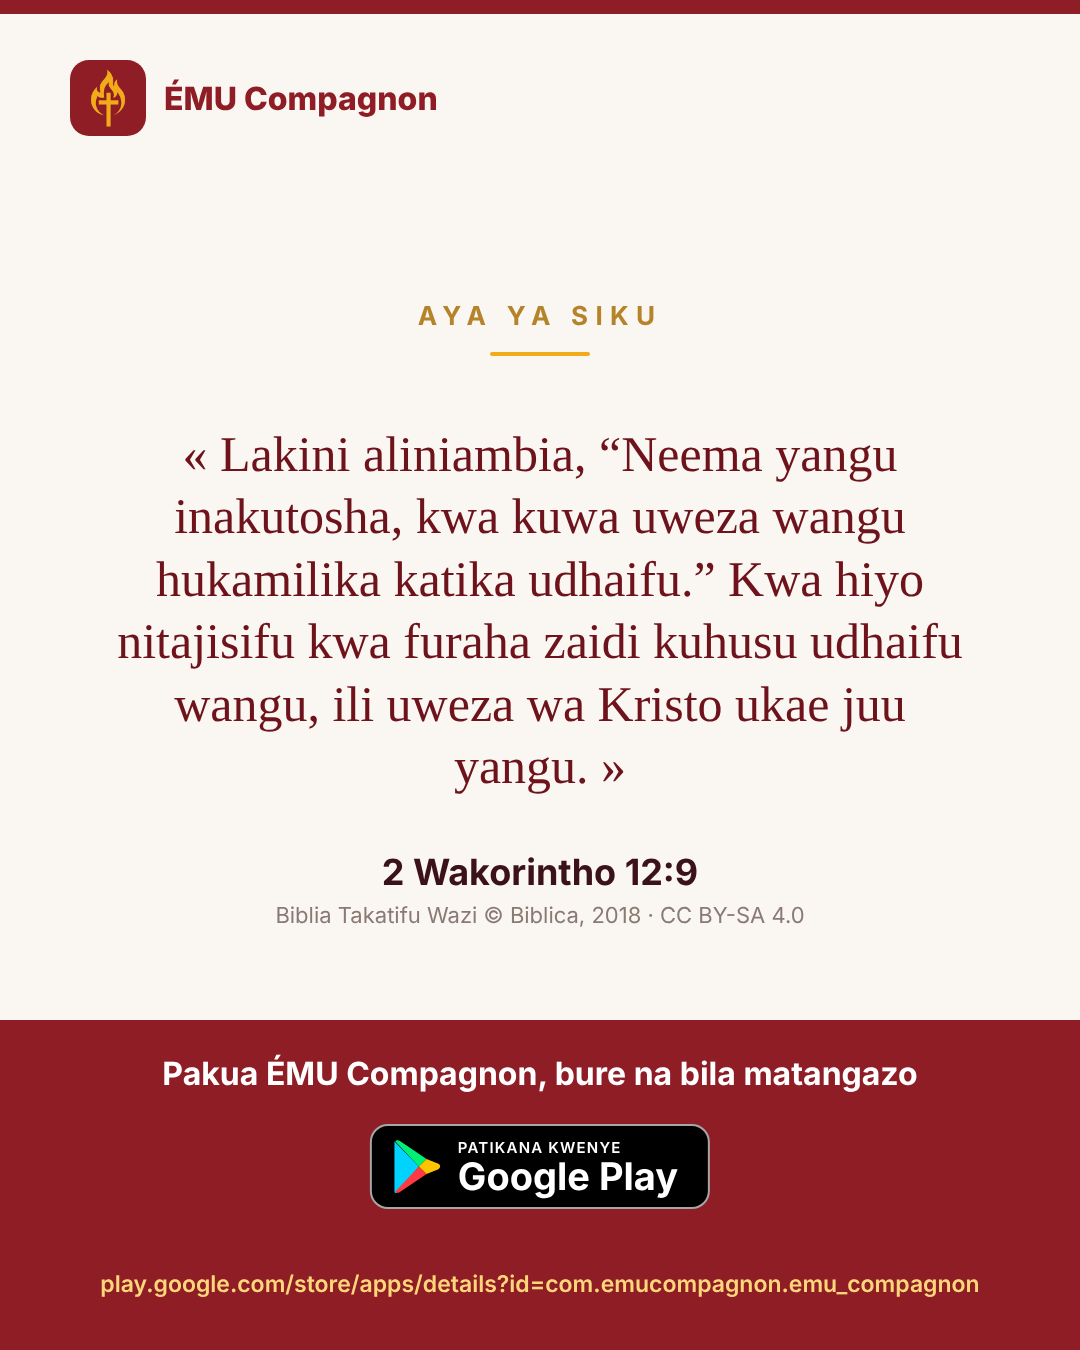 ÉMU Compagnon
AYA YA SIKU
« Lakini aliniambia, “Neema yangu
inakutosha, kwa kuwa uweza wangu
hukamilika katika udhaifu.” Kwa hiyo
nitajisifu kwa furaha zaidi kuhusu udhaifu
wangu, ili uweza wa Kristo ukae juu
yangu. »
2 Wakorintho 12:9
Biblia Takatifu Wazi © Biblica, 2018 · CC BY-SA 4.0
Pakua ÉMU Compagnon, bure na bila matangazo
PATIKANA KWENYE
Google Play
play.google.com/store/apps/details?id=com.emucompagnon.emu_compagnon